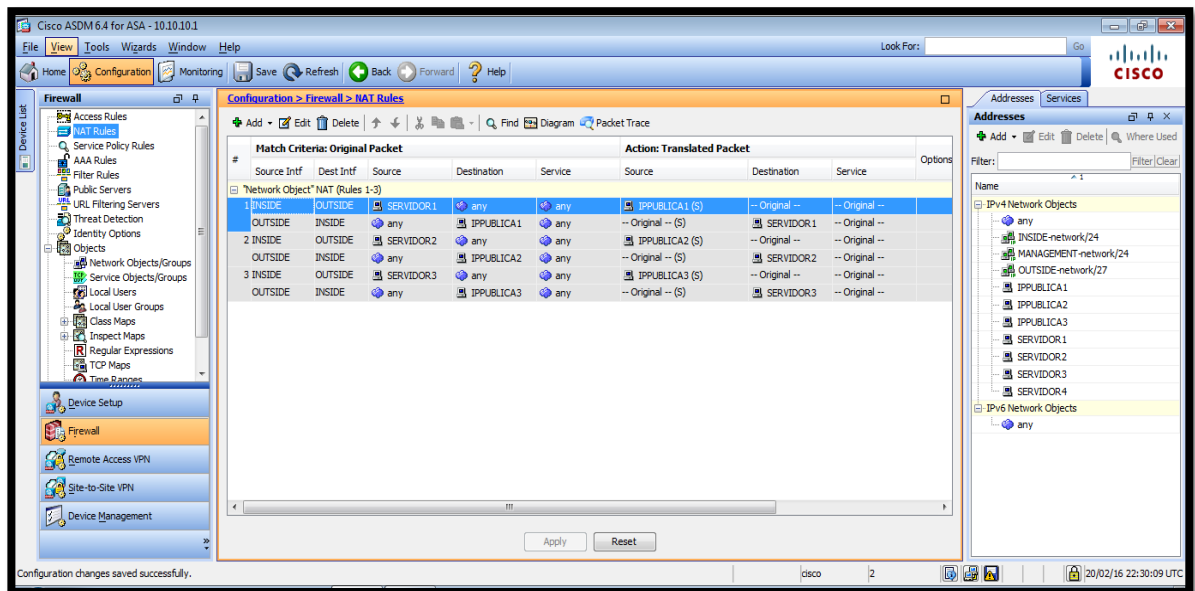 Cisco ASDM 6.4 for ASA - 10.10.10.1
File View Tools Wizards Window Help
Look For:
Go
Home Configuration Monitoring Save Refresh Back Forward Help
CISCO
Device List
Firewall
Access Rules
NAT Rules
Service Policy Rules
AAA Rules
Filter Rules
Public Servers
URL Filtering Servers
Threat Detection
Identity Options
Objects
Network Objects/Groups
Service Objects/Groups
Local Users
Local User Groups
Class Maps
Inspect Maps
Regular Expressions
TCP Maps
Time Ranges
Device Setup
Firewall
Remote Access VPN
Site-to-Site VPN
Device Management
Configuration > Firewall > NAT Rules
Add Edit Delete Find Diagram Packet Trace
Match Criteria: Original Packet Action: Translated Packet
# Source Intf Dest Intf Source Destination Service Source Destination Service Options
"Network Object" NAT (Rules 1-3)
1 INSIDE OUTSIDE SERVIDOR1 any any IPPUBLICA1 (S) -- Original -- -- Original --
OUTSIDE INSIDE any IPPUBLICA1 any -- Original -- (S) SERVIDOR1 -- Original --
2 INSIDE OUTSIDE SERVIDOR2 any any IPPUBLICA2 (S) -- Original -- -- Original --
OUTSIDE INSIDE any IPPUBLICA2 any -- Original -- (S) SERVIDOR2 -- Original --
3 INSIDE OUTSIDE SERVIDOR3 any any IPPUBLICA3 (S) -- Original -- -- Original --
OUTSIDE INSIDE any IPPUBLICA3 any -- Original -- (S) SERVIDOR3 -- Original --
Apply Reset
Addresses Services
Addresses
Add Edit Delete Where Used
Filter: Filter Clear
1
Name
IPv4 Network Objects
any
INSIDE-network/24
MANAGEMENT-network/24
OUTSIDE-network/27
IPPUBLICA1
IPPUBLICA2
IPPUBLICA3
SERVIDOR1
SERVIDOR2
SERVIDOR3
SERVIDOR4
IPv6 Network Objects
any
Configuration changes saved successfully. cisco 2 20/02/16 22:30:09 UTC